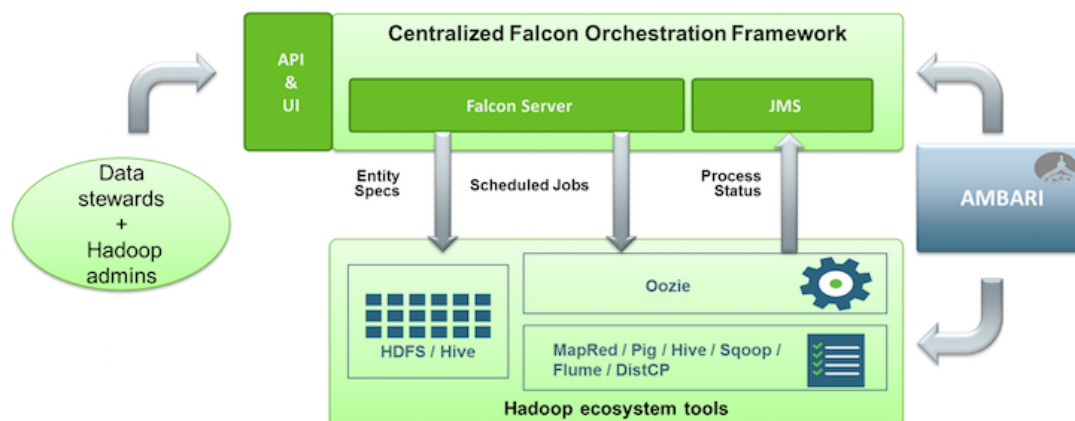 Centralized Falcon Orchestration Framework
API
&
UI
Falcon Server
JMS
Data
stewards
+
Hadoop
admins
Entity
Specs
Scheduled Jobs
Process
Status
AMBARI
Oozie
HDFS / Hive
MapRed / Pig / Hive / Sqoop /
Flume / DistCP
Hadoop ecosystem tools